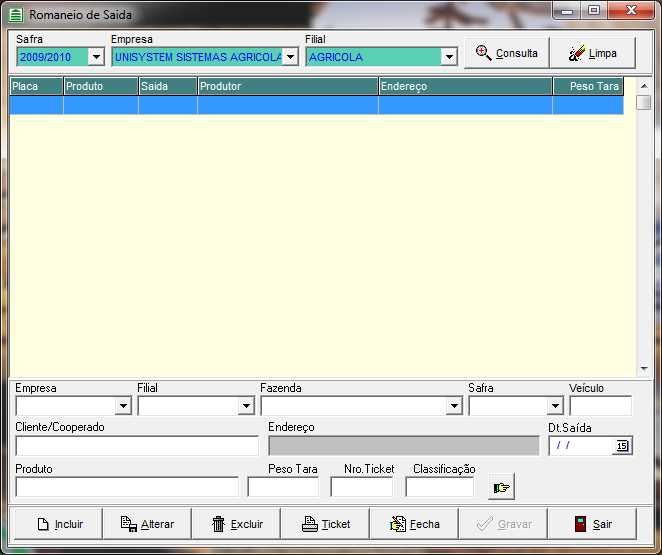 Romaneio de Saida
Safra Empresa Filial
2009/2010 UNISYSTEM SISTEMAS AGRICOLA AGRICOLA Consulta Limpa
Placa Produto Saida Produtor Endereço Peso Tara
Empresa Filial Fazenda Safra Veículo
Cliente/Cooperado Endereço Dt.Saída
/ / 15
Produto Peso Tara Nro.Ticket Classificação
Incluir Alterar Excluir Ticket Fecha Gravar Sair